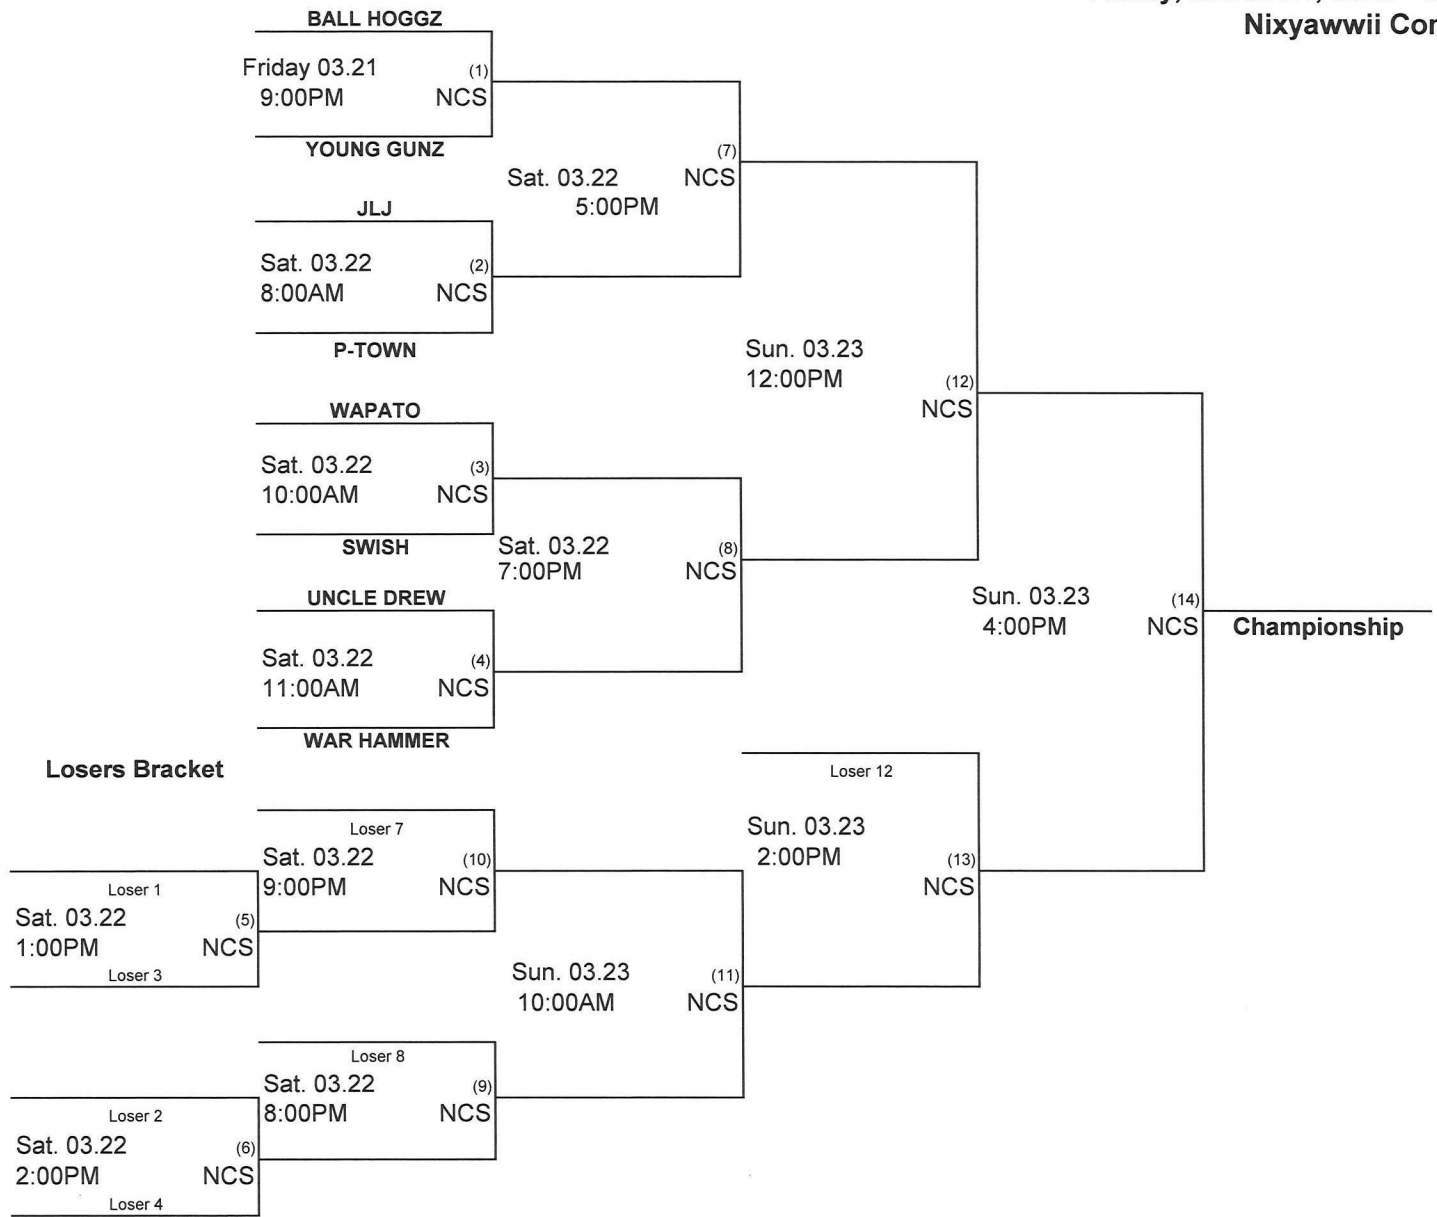 Nixyawwii Con
BALL HOGGZ
Friday 03.21
(1)
9:00PM
NCS
YOUNG GUNZ
(7)
Sat. 03.22
NCS
5:00PM
JLJ
Sat. 03.22
(2)
8:00AM
NCS
P-TOWN
Sun. 03.23
12:00PM
(12)
NCS
WAPATO
Sat. 03.22
(3)
10:00AM
NCS
SWISH
Sat. 03.22
(8)
7:00PM
NCS
UNCLE DREW
Sun. 03.23
(14)
4:00PM
NCS
Championship
Sat. 03.22
(4)
11:00AM
NCS
WAR HAMMER
Losers Bracket
Loser 12
Loser 7
Sun. 03.23
2:00PM
(13)
NCS
Sat. 03.22
(10)
9:00PM
NCS
Loser 1
Sat. 03.22
(5)
1:00PM
NCS
Loser 3
Sun. 03.23
(11)
10:00AM
NCS
Loser 8
Sat. 03.22
(9)
8:00PM
NCS
Loser 2
Sat. 03.22
(6)
2:00PM
NCS
Loser 4